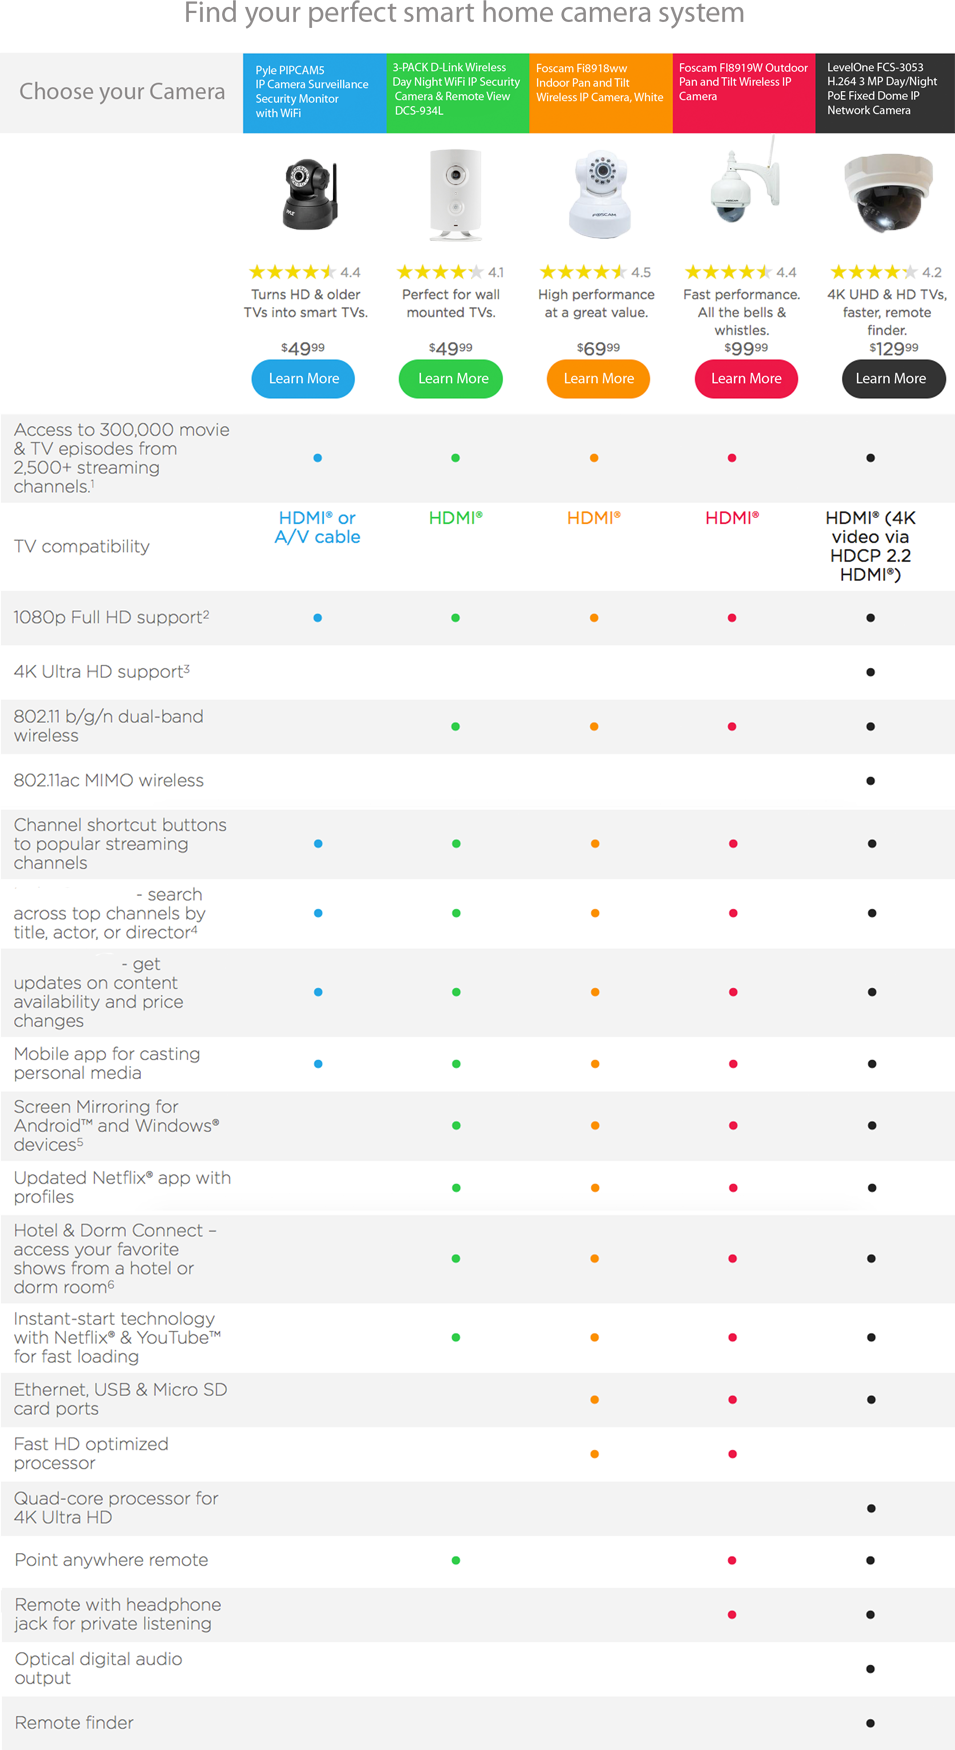 Find your perfect smart home camera system
Choose your Camera
Pyle PIPCAM5
IP Camera Surveillance
Security Monitor
with WiFi
3-PACK D-Link Wireless
Day Night WiFi IP Security
Camera & Remote View
DCS-934L
Foscam Fi8918ww
Indoor Pan and Tilt
Wireless IP Camera, White
Foscam FI8919W Outdoor
Pan and Tilt Wireless IP
Camera
LevelOne FCS-3053
H.264 3 MP Day/Night
PoE Fixed Dome IP
Network Camera
FOSCAM
4.4
4.1
4.5
4.4
4.2
Turns HD & older
TVs into smart TVs.
Perfect for wall
mounted TVs.
High performance
at a great value.
Fast performance.
All the bells &
whistles.
4K UHD & HD TVs,
faster, remote
finder.
$49⁹⁹
$49⁹⁹
$69⁹⁹
$99⁹⁹
$129⁹⁹
Learn More
Learn More
Learn More
Learn More
Learn More
Access to 300,000 movie
& TV episodes from
2,500+ streaming
channels.¹
TV compatibility
HDMI® or
A/V cable
HDMI®
HDMI®
HDMI®
HDMI® (4K
video via
HDCP 2.2
HDMI®)
1080p Full HD support²
4K Ultra HD support³
802.11 b/g/n dual-band
wireless
802.11ac MIMO wireless
Channel shortcut buttons
to popular streaming
channels
- search
across top channels by
title, actor, or director⁴
- get
updates on content
availability and price
changes
Mobile app for casting
personal media
Screen Mirroring for
Android™ and Windows®
devices⁵
Updated Netflix® app with
profiles
Hotel & Dorm Connect –
access your favorite
shows from a hotel or
dorm room⁶
Instant-start technology
with Netflix® & YouTube™
for fast loading
Ethernet, USB & Micro SD
card ports
Fast HD optimized
processor
Quad-core processor for
4K Ultra HD
Point anywhere remote
Remote with headphone
jack for private listening
Optical digital audio
output
Remote finder